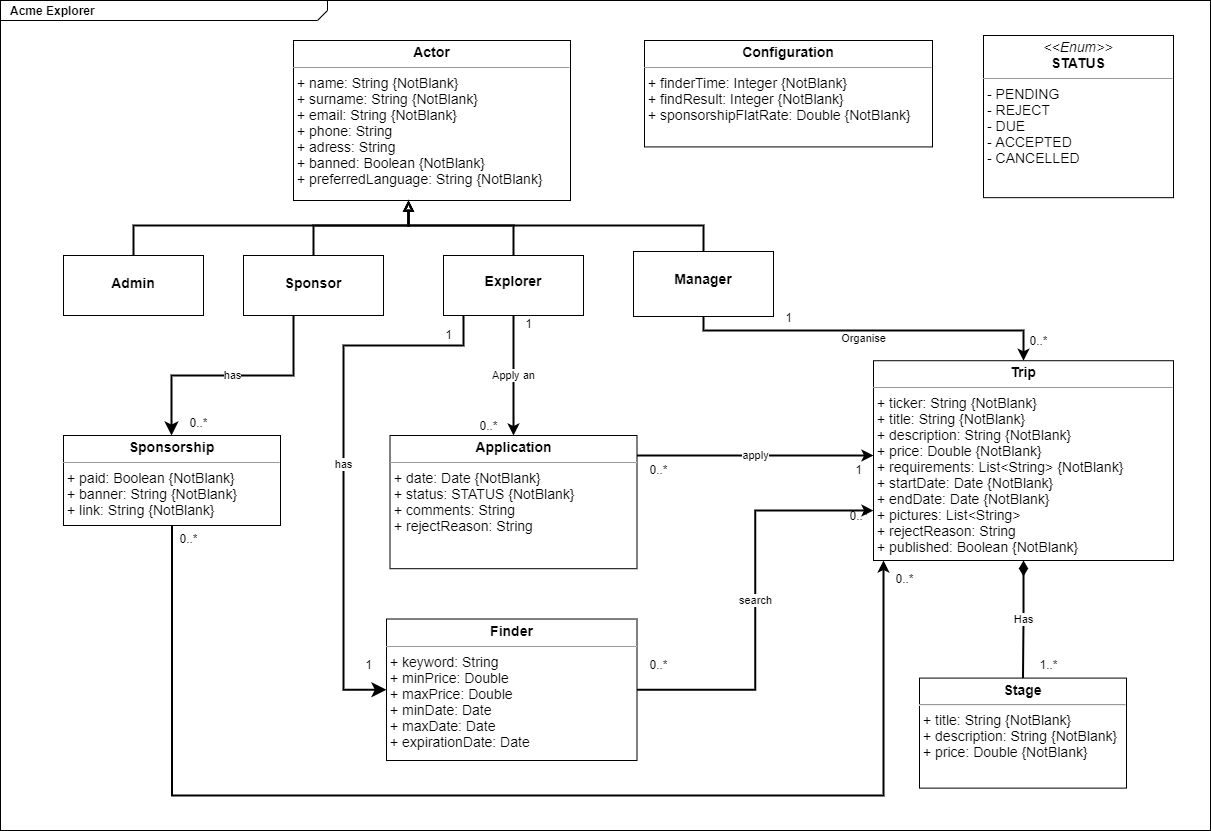 Acme Explorer
Actor
+ name: String {NotBlank}
+ surname: String {NotBlank}
+ email: String {NotBlank}
+ phone: String
+ adress: String
+ banned: Boolean {NotBlank}
+ preferredLanguage: String {NotBlank}
Configuration
+ finderTime: Integer {NotBlank}
+ findResult: Integer {NotBlank}
+ sponsorshipFlatRate: Double {NotBlank}
<<Enum>>
STATUS
- PENDING
- REJECT
- DUE
- ACCEPTED
- CANCELLED
Admin
Sponsor
Explorer
Manager
1
1
1
Organise
0..*
has
0..*
Apply an
0..*
has
Sponsorship
+ paid: Boolean {NotBlank}
+ banner: String {NotBlank}
+ link: String {NotBlank}
0..*
Application
+ date: Date {NotBlank}
+ status: STATUS {NotBlank}
+ comments: String
+ rejectReason: String
0..*
apply
1
Trip
+ ticker: String {NotBlank}
+ title: String {NotBlank}
+ description: String {NotBlank}
+ price: Double {NotBlank}
+ requirements: List<String> {NotBlank}
+ startDate: Date {NotBlank}
+ endDate: Date {NotBlank}
+ pictures: List<String>
+ rejectReason: String
+ published: Boolean {NotBlank}
0..
0..*
search
Has
1..*
1
Finder
+ keyword: String
+ minPrice: Double
+ maxPrice: Double
+ minDate: Date
+ maxDate: Date
+ expirationDate: Date
0..*
Stage
+ title: String {NotBlank}
+ description: String {NotBlank}
+ price: Double {NotBlank}